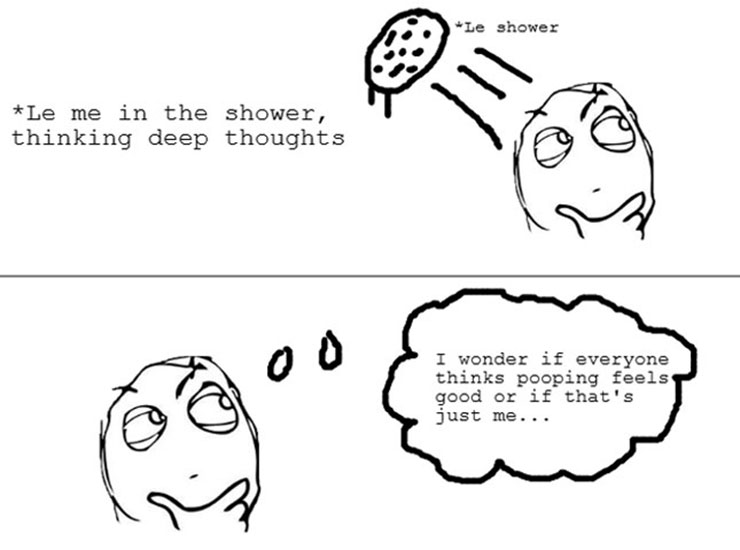 *Le shower
*Le me in the shower,
thinking deep thoughts
I wonder if everyone
thinks pooping feels
good or if that's
just me...